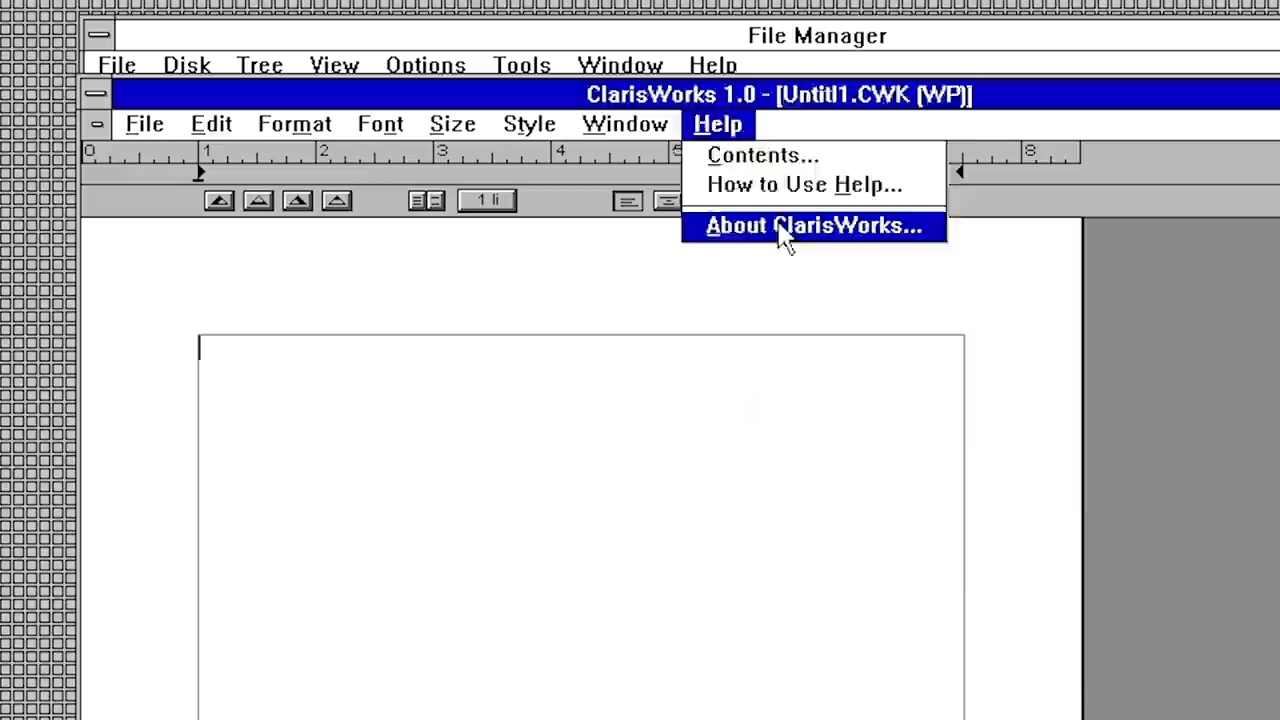 File Manager
File Disk Tree View Options Tools Window Help
ClarisWorks 1.0 - [Untitl1.CWK (WP)]
File Edit Format Font Size Style Window Help
0 1 2 3 4 5 8
1 li
Contents...
How to Use Help...
About ClarisWorks...